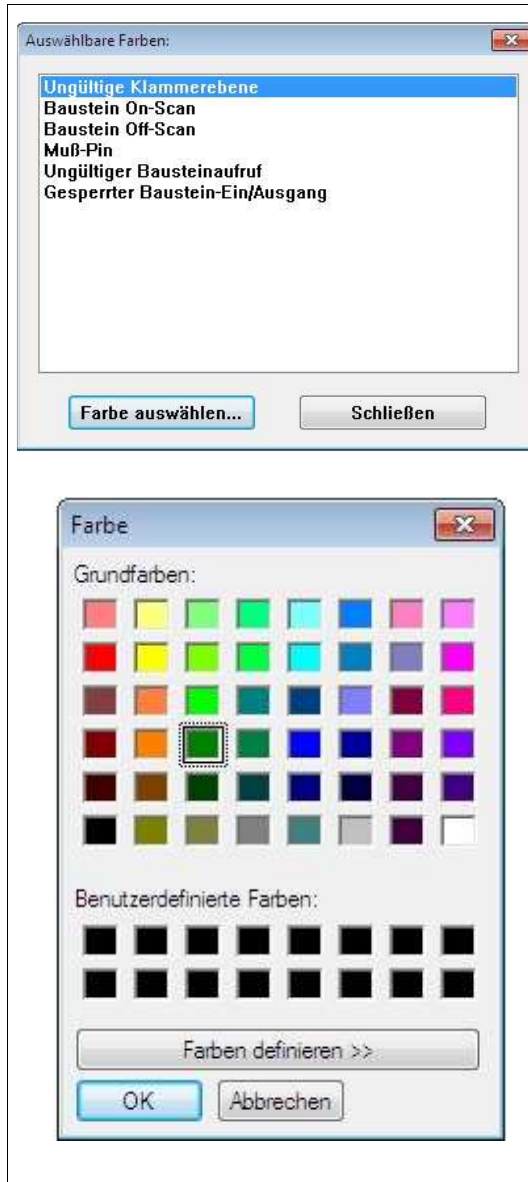 Auswählbare Farben:
Ungültige Klammerebene
Baustein On-Scan
Baustein Off-Scan
Muß-Pin
Ungültiger Bausteinaufruf
Gesperrter Baustein-Ein/Ausgang
Farbe auswählen... Schließen
Farbe
Grundfarben:
Benutzerdefinierte Farben:
Farben definieren >>
OK Abbrechen